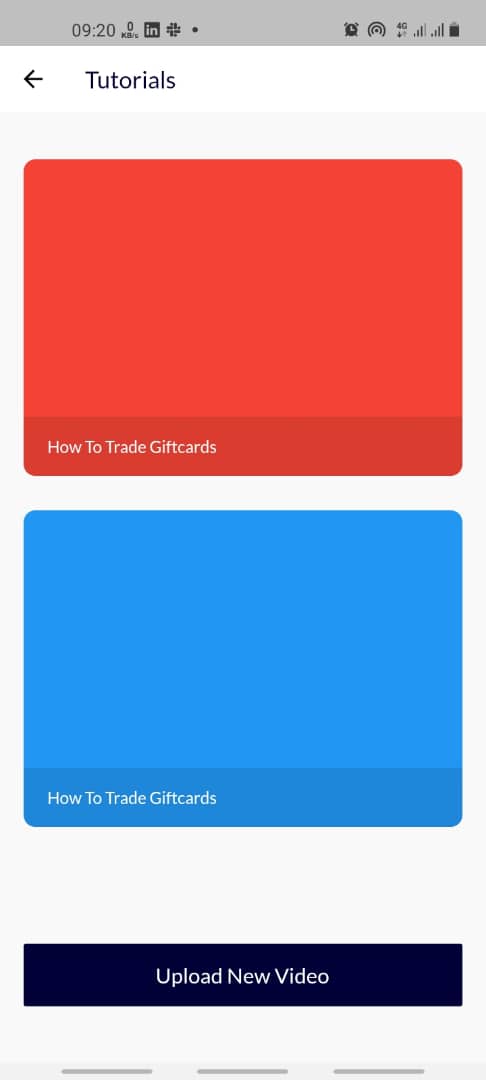 09:20 0 KB/s in 4G
Tutorials
How To Trade Giftcards
How To Trade Giftcards
Upload New Video